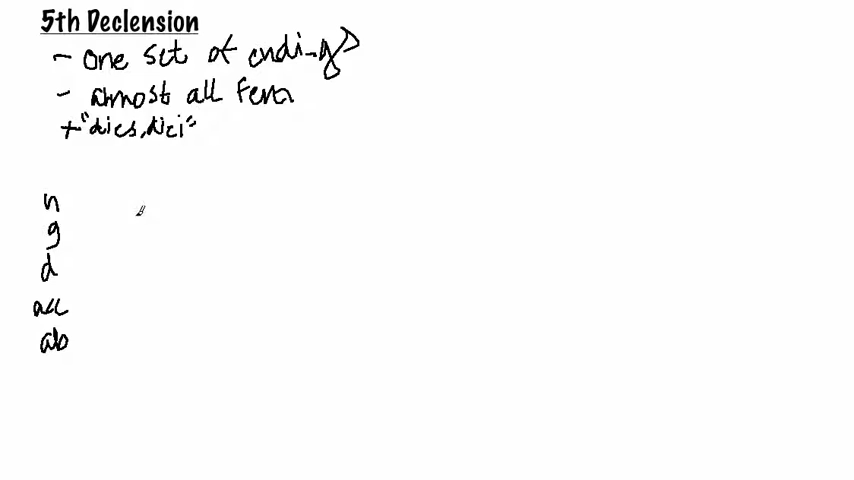 5th Declension
- one set of endings
- almost all fem
+ "dies, diei"
n
g
d
acc
ab